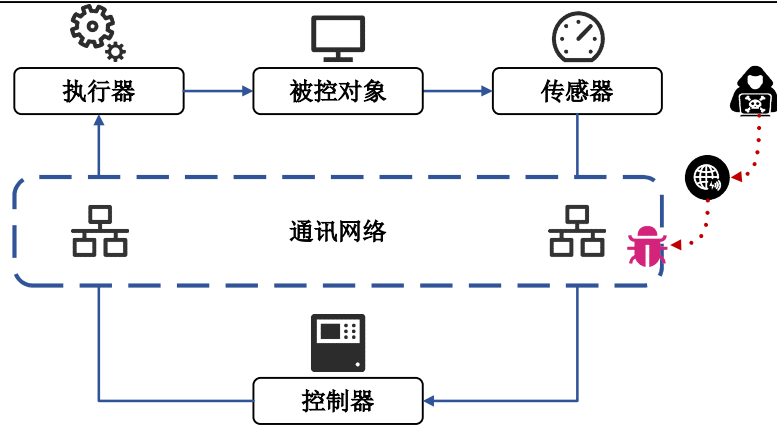 执行器
被控对象
传感器
通讯网络
控制器